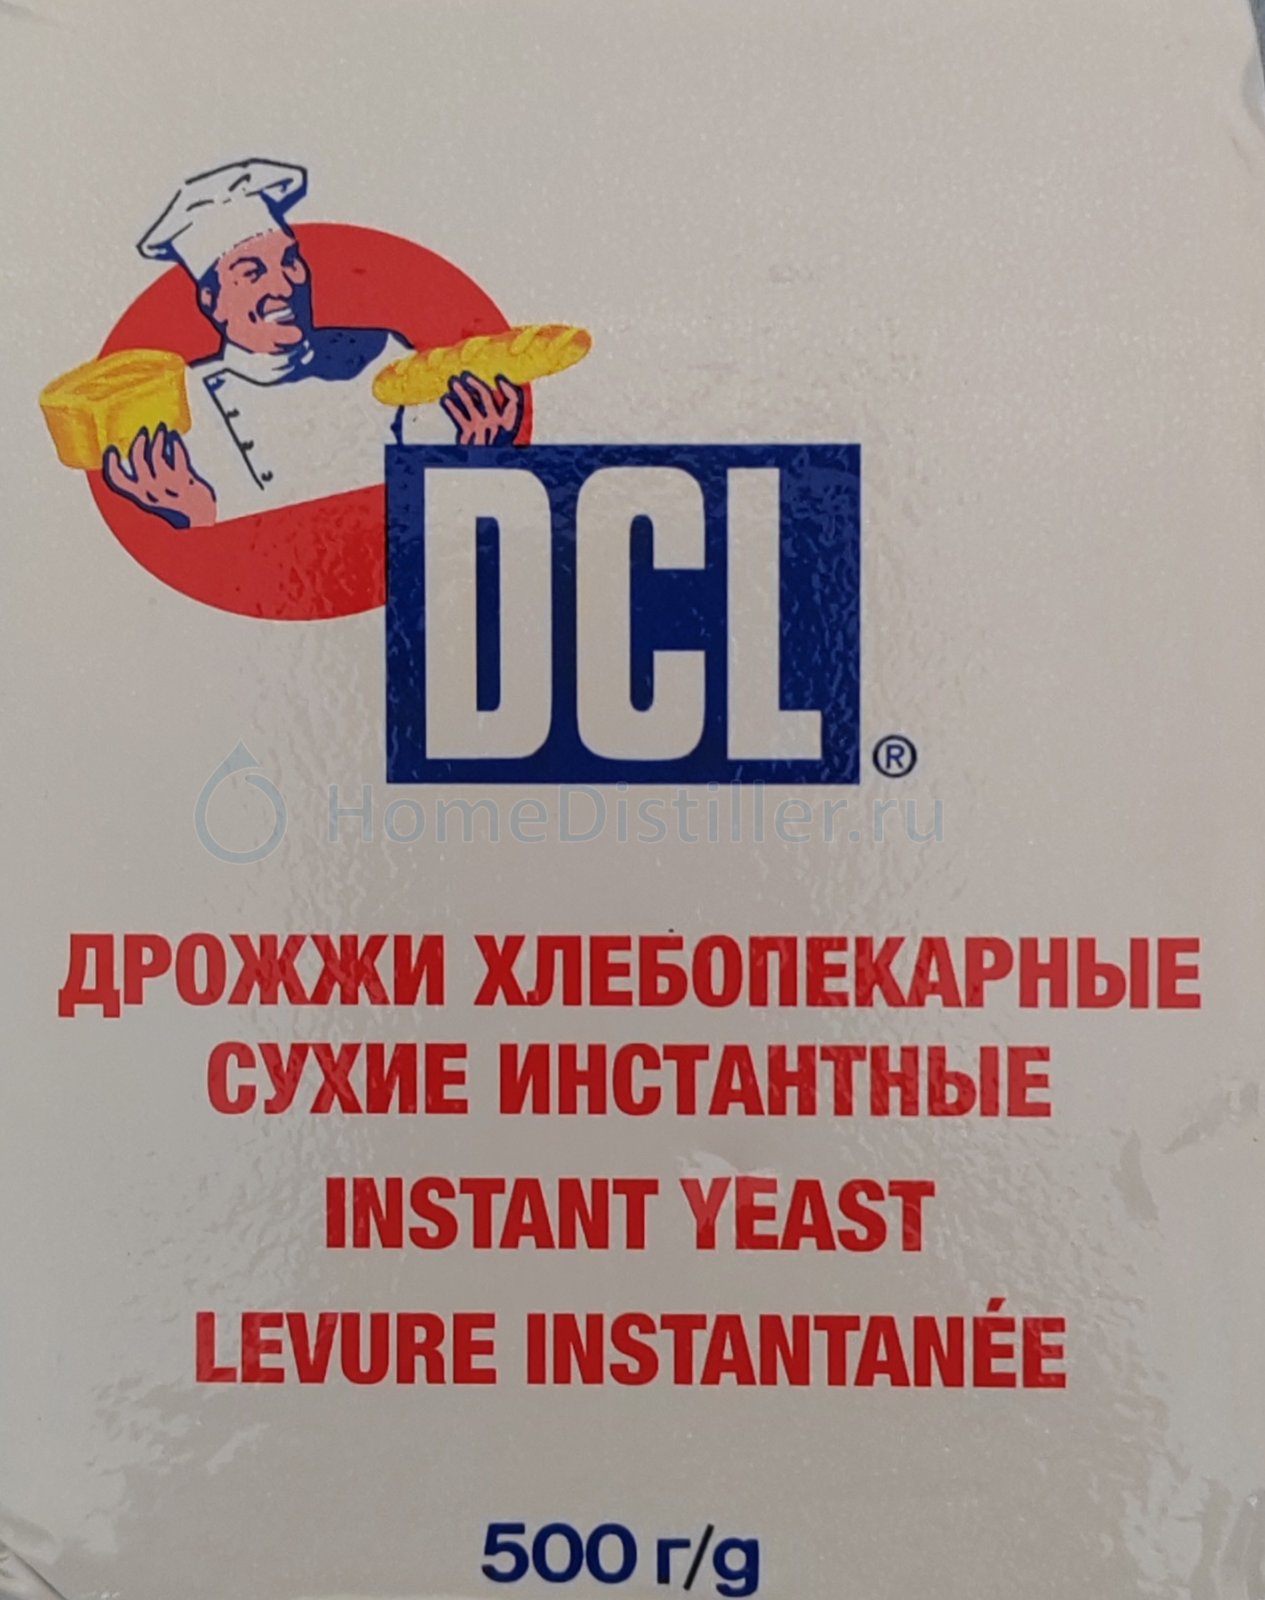 DCL®
HomeDistiller.ru
ДРОЖЖИ ХЛЕБОПЕКАРНЫЕ
СУХИЕ ИНСТАНТНЫЕ
INSTANT YEAST
LEVURE INSTANTANÉE
500 г/g